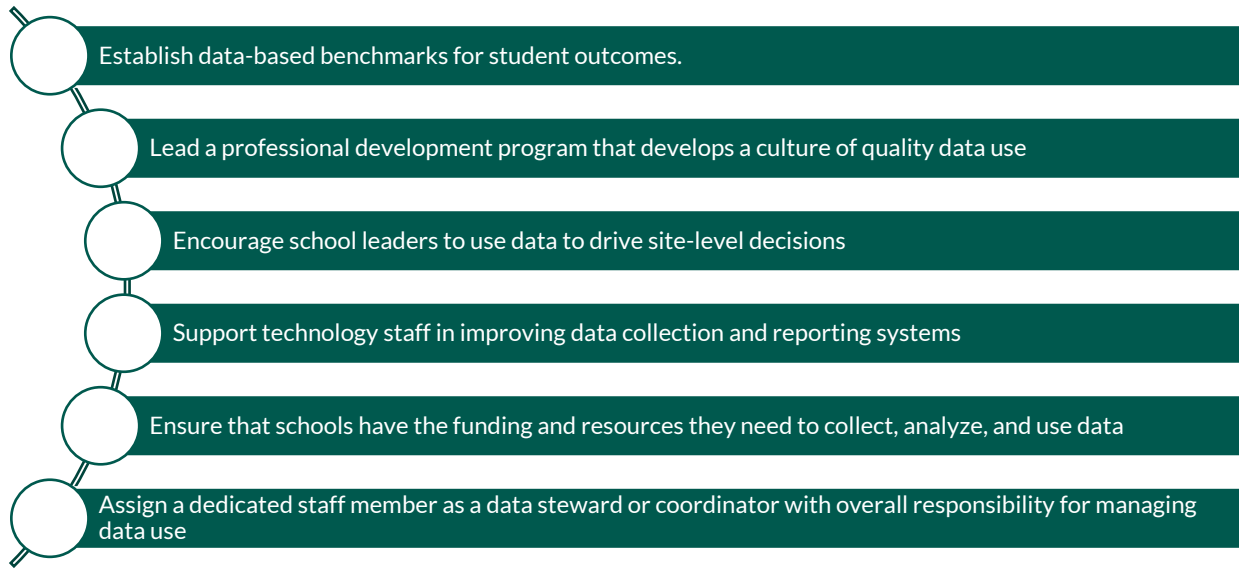 Establish data-based benchmarks for student outcomes.
Lead a professional development program that develops a culture of quality data use
Encourage school leaders to use data to drive site-level decisions
Support technology staff in improving data collection and reporting systems
Ensure that schools have the funding and resources they need to collect, analyze, and use data
Assign a dedicated staff member as a data steward or coordinator with overall responsibility for managing
data use